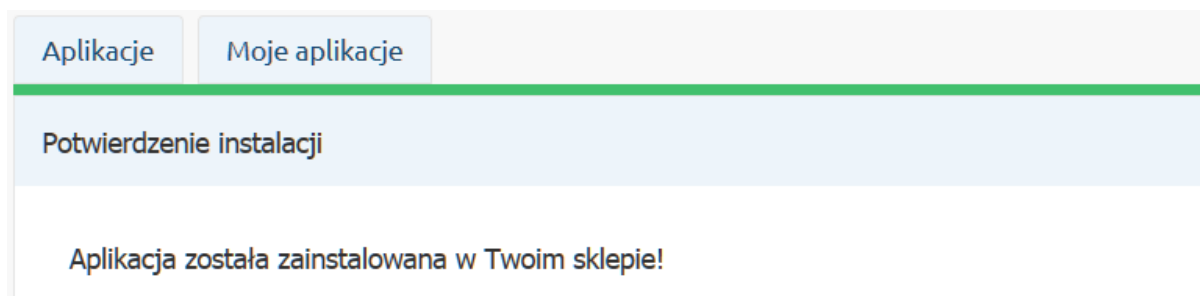 Aplikacje Moje aplikacje
Potwierdzenie instalacji
Aplikacja została zainstalowana w Twoim sklepie!